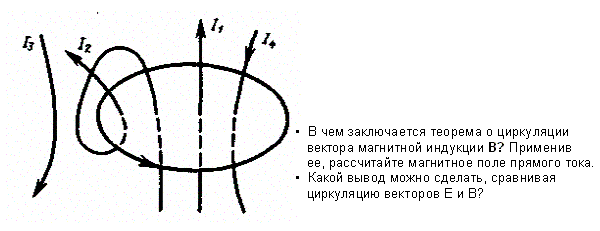 I₃
I₂
I₁
I₄
• В чем заключается теорема о циркуляции
вектора магнитной индукции B? Применив
ее, рассчитайте магнитное поле прямого тока.
• Какой вывод можно сделать, сравнивая
циркуляцию векторов Е и В?